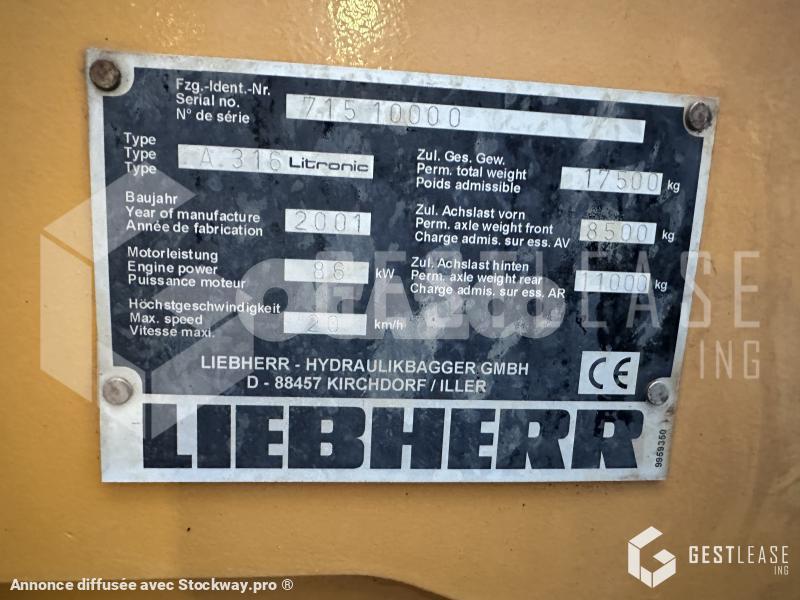 Fzg.-Ident.-Nr.
Serial no. 715 10000
N° de série
Type
Type A 316 Litronic
Type
Baujahr
Year of manufacture 2001
Année de fabrication
Motorleistung
Engine power 86 kW
Puissance moteur
Höchstgeschwindigkeit
Max. speed 20 km/h
Vitesse maxi.
Zul. Ges. Gew.
Perm. total weight 17500 kg
Poids admissible
Zul. Achslast vorn
Perm. axle weight front 8500 kg
Charge admis. sur ess. AV
Zul. Achslast hinten
Perm. axle weight rear 11000 kg
Charge admis. sur ess. AR
LIEBHERR - HYDRAULIKBAGGER GMBH
D - 88457 KIRCHDORF / ILLER
CE
LIEBHERR
9959350
GESTLEASE
ING
GESTLEASE
ING
Annonce diffusée avec Stockway.pro ®